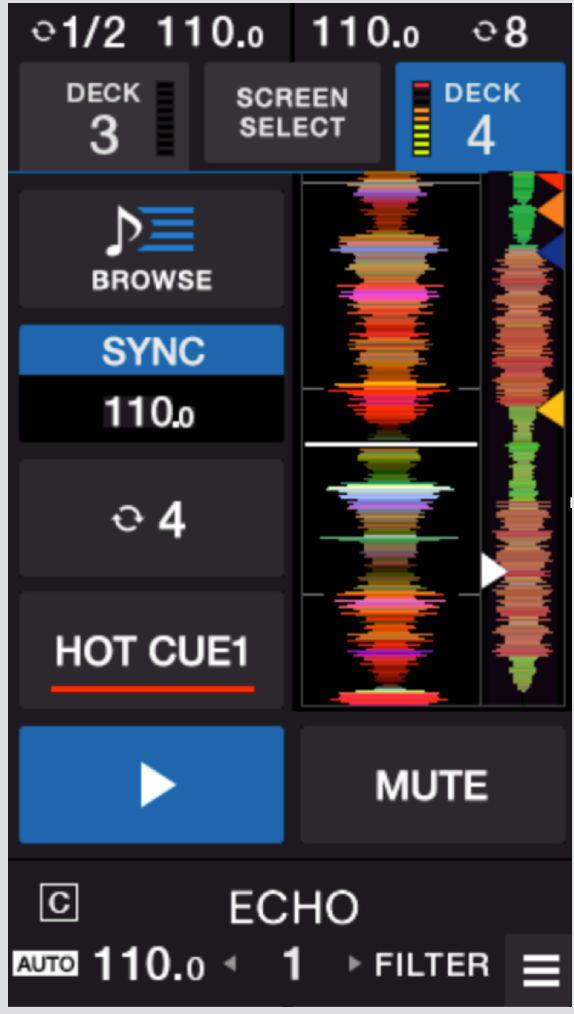 1/2 110.0 110.0 8
DECK 3
SCREEN SELECT
DECK 4
BROWSE
SYNC
110.0
4
HOT CUE1
MUTE
C ECHO
AUTO 110.0 1 FILTER